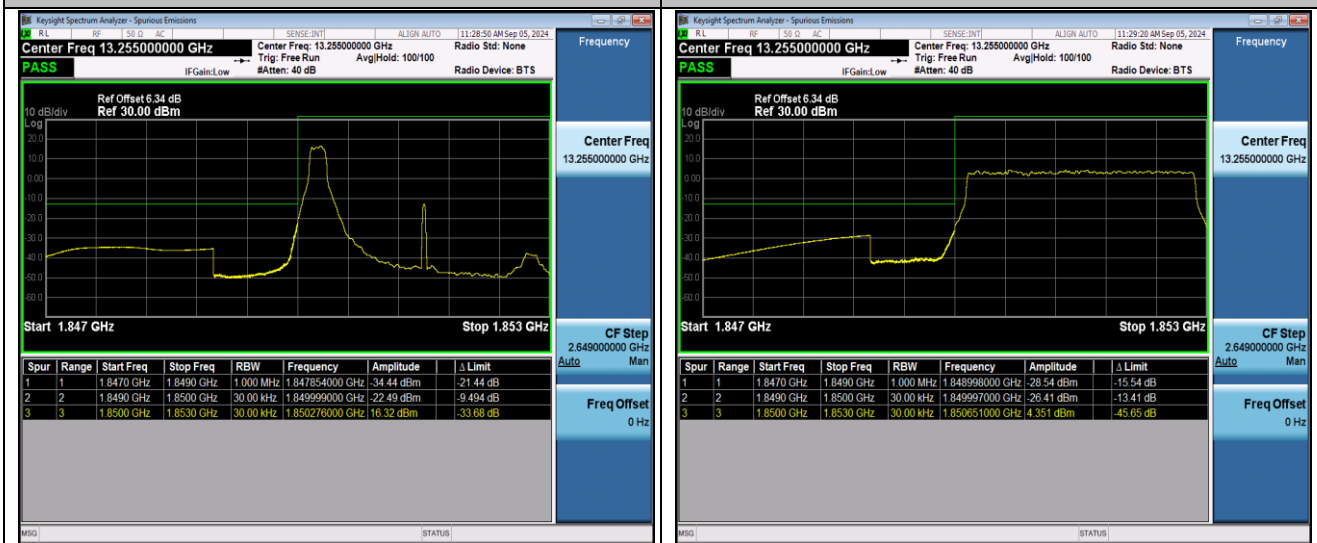 Keysight Spectrum Analyzer - Spurious Emissions
RL RF 50 Ω AC SENSE:INT ALIGN AUTO 11:28:50 AM Sep 05, 2024
Center Freq 13.255000000 GHz
Center Freq: 13.255000000 GHz Radio Std: None
Trig: Free Run Avg|Hold: 100/100
PASS
IFGain:Low #Atten: 40 dB Radio Device: BTS
Ref Offset 6.34 dB
10 dB/div Ref 30.00 dBm
Log
20.0
10.0
0.00
-10.0
-20.0
-30.0
-40.0
-50.0
-60.0
Start 1.847 GHz Stop 1.853 GHz
Spur Range Start Freq Stop Freq RBW Frequency Amplitude Δ Limit
1 1 1.8470 GHz 1.8490 GHz 1.000 MHz 1.847854000 GHz -34.44 dBm -21.44 dB
2 2 1.8490 GHz 1.8500 GHz 30.00 kHz 1.849999000 GHz -22.49 dBm -9.494 dB
3 3 1.8500 GHz 1.8530 GHz 30.00 kHz 1.850276000 GHz 16.32 dBm -33.68 dB
MSG STATUS
Frequency
Center Freq
13.255000000 GHz
CF Step
2.649000000 GHz
Auto Man
Freq Offset
0 Hz
Keysight Spectrum Analyzer - Spurious Emissions
RL RF 50 Ω AC SENSE:INT ALIGN AUTO 11:29:20 AM Sep 05, 2024
Center Freq 13.255000000 GHz
Center Freq: 13.255000000 GHz Radio Std: None
Trig: Free Run Avg|Hold: 100/100
PASS
IFGain:Low #Atten: 40 dB Radio Device: BTS
Ref Offset 6.34 dB
10 dB/div Ref 30.00 dBm
Log
20.0
10.0
0.00
-10.0
-20.0
-30.0
-40.0
-50.0
-60.0
Start 1.847 GHz Stop 1.853 GHz
Spur Range Start Freq Stop Freq RBW Frequency Amplitude Δ Limit
1 1 1.8470 GHz 1.8490 GHz 1.000 MHz 1.848998000 GHz -28.54 dBm -15.54 dB
2 2 1.8490 GHz 1.8500 GHz 30.00 kHz 1.849997000 GHz -26.41 dBm -13.41 dB
3 3 1.8500 GHz 1.8530 GHz 30.00 kHz 1.850651000 GHz 4.351 dBm -45.65 dB
MSG STATUS
Frequency
Center Freq
13.255000000 GHz
CF Step
2.649000000 GHz
Auto Man
Freq Offset
0 Hz